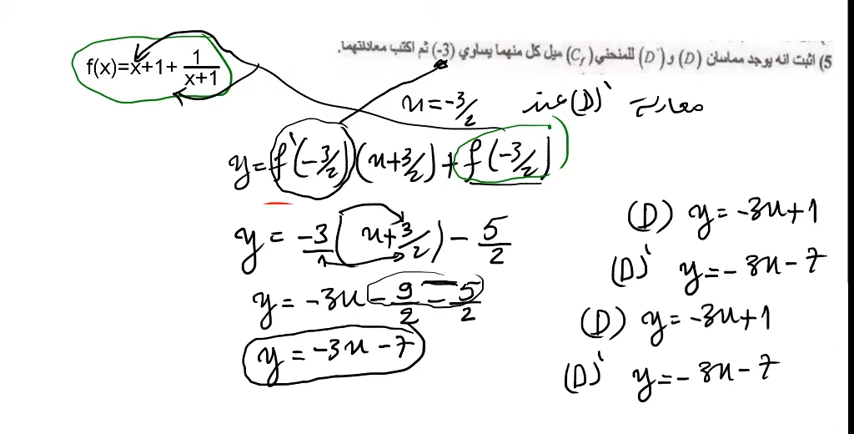 5) اثبت انه يوجد مماسان (D) و (D') للمنحني (C_f) ميل كل منهما يساوي (-3) ثم اكتب معادلتهما.
f(x)=x+1+ 1/(x+1)
معادلة (D)' عند x = -3/2
y = f'(-3/2)(x+3/2) + f(-3/2)
y = -3(x+3/2) - 5/2
y = -3x - 9/2 - 5/2
y = -3x - 7
(D) y = -3x+1
(D)' y = -3x - 7
(D) y = -3x+1
(D)' y = -3x - 7